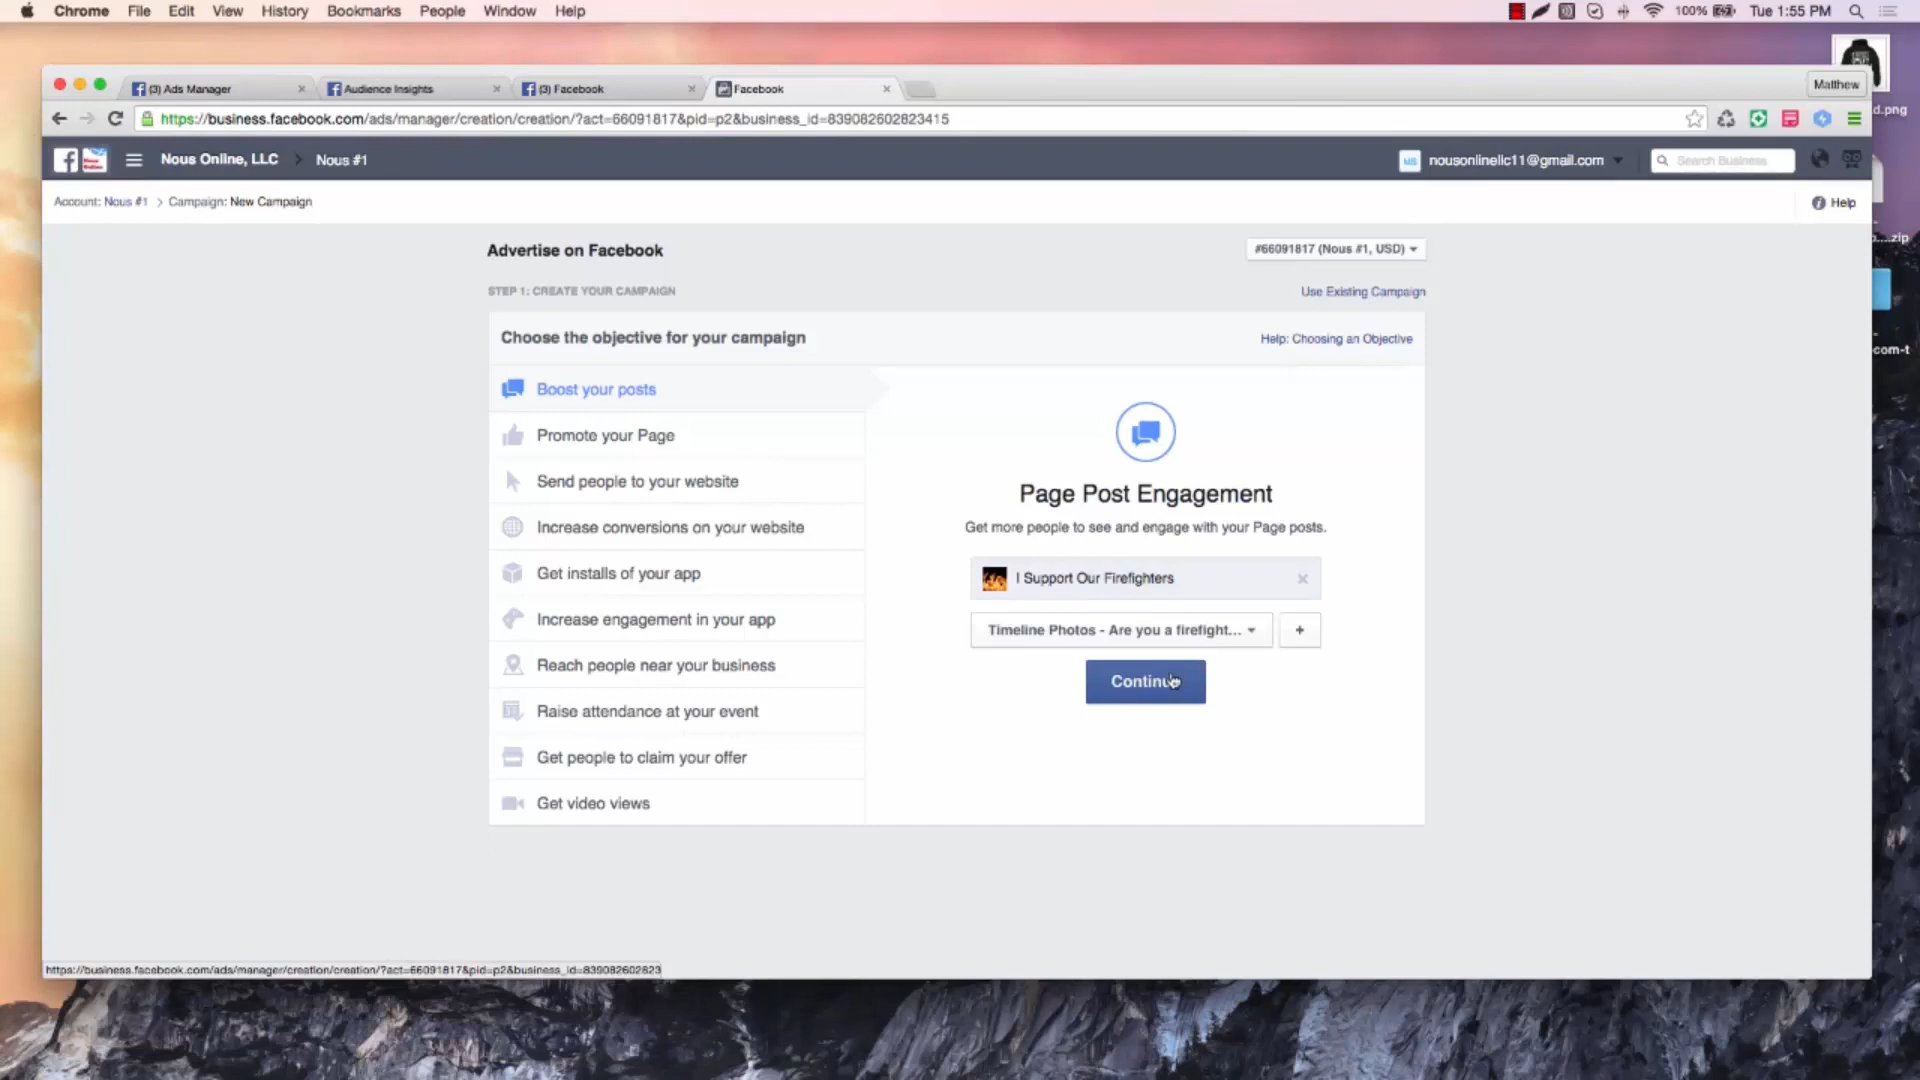 Chrome File Edit View History Bookmarks People Window Help 100% Tue 1:55 PM
(3) Ads Manager Audience Insights (3) Facebook Facebook Matthew
https://business.facebook.com/ads/manager/creation/creation/?act=66091817&pid=p2&business_id=839082602823415
d.png
Nous Online, LLC > Nous #1 nousonlinellc11@gmail.com Search Business
Account: Nous #1 > Campaign: New Campaign Help
....zip
Advertise on Facebook #66091817 (Nous #1, USD)
STEP 1: CREATE YOUR CAMPAIGN Use Existing Campaign
Choose the objective for your campaign Help: Choosing an Objective
-com-t
Boost your posts
Promote your Page
Send people to your website
Increase conversions on your website
Get installs of your app
Increase engagement in your app
Reach people near your business
Raise attendance at your event
Get people to claim your offer
Get video views
Page Post Engagement
Get more people to see and engage with your Page posts.
I Support Our Firefighters
Timeline Photos - Are you a firefight... +
Continue
https://business.facebook.com/ads/manager/creation/creation/?act=66091817&pid=p2&business_id=839082602823